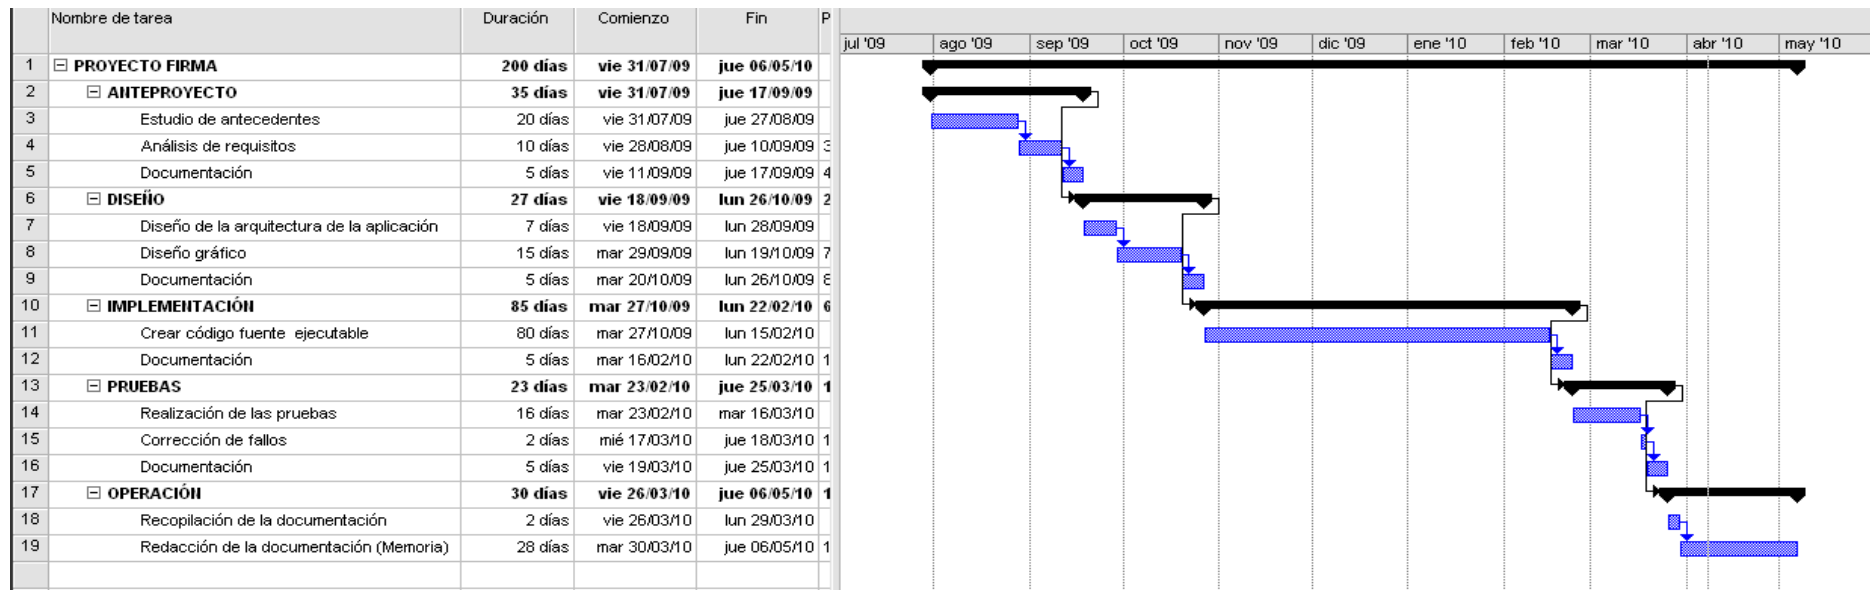 Nombre de tarea Duración Comienzo Fin P
jul '09 ago '09 sep '09 oct '09 nov '09 dic '09 ene '10 feb '10 mar '10 abr '10 may '10
1 PROYECTO FIRMA 200 días vie 31/07/09 jue 06/05/10
2 ANTEPROYECTO 35 días vie 31/07/09 jue 17/09/09
3 Estudio de antecedentes 20 días vie 31/07/09 jue 27/08/09
4 Análisis de requisitos 10 días vie 28/08/09 jue 10/09/09 3
5 Documentación 5 días vie 11/09/09 jue 17/09/09 4
6 DISEÑO 27 días vie 18/09/09 lun 26/10/09 2
7 Diseño de la arquitectura de la aplicación 7 días vie 18/09/09 lun 28/09/09
8 Diseño gráfico 15 días mar 29/09/09 lun 19/10/09 7
9 Documentación 5 días mar 20/10/09 lun 26/10/09 8
10 IMPLEMENTACIÓN 85 días mar 27/10/09 lun 22/02/10 6
11 Crear código fuente ejecutable 80 días mar 27/10/09 lun 15/02/10
12 Documentación 5 días mar 16/02/10 lun 22/02/10 1
13 PRUEBAS 23 días mar 23/02/10 jue 25/03/10 1
14 Realización de las pruebas 16 días mar 23/02/10 mar 16/03/10
15 Corrección de fallos 2 días mié 17/03/10 jue 18/03/10 1
16 Documentación 5 días vie 19/03/10 jue 25/03/10 1
17 OPERACIÓN 30 días vie 26/03/10 jue 06/05/10 1
18 Recopilación de la documentación 2 días vie 26/03/10 lun 29/03/10
19 Redacción de la documentación (Memoria) 28 días mar 30/03/10 jue 06/05/10 1